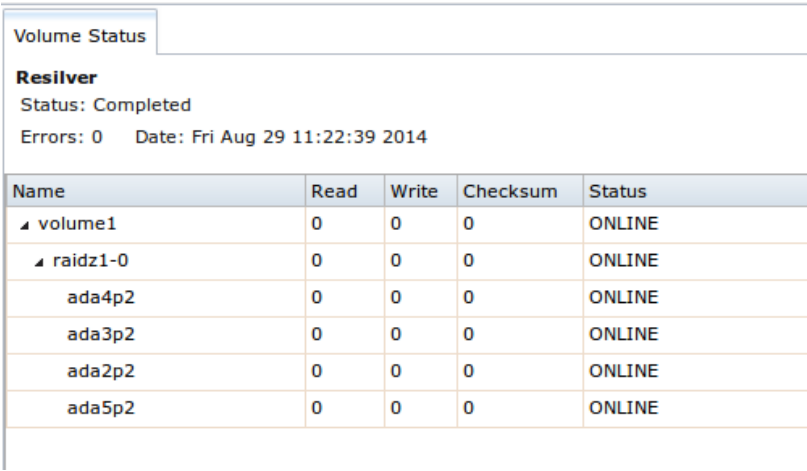 Volume Status
Resilver
Status: Completed
Errors: 0 Date: Fri Aug 29 11:22:39 2014
Name Read Write Checksum Status
volume1 0 0 0 ONLINE
raidz1-0 0 0 0 ONLINE
ada4p2 0 0 0 ONLINE
ada3p2 0 0 0 ONLINE
ada2p2 0 0 0 ONLINE
ada5p2 0 0 0 ONLINE